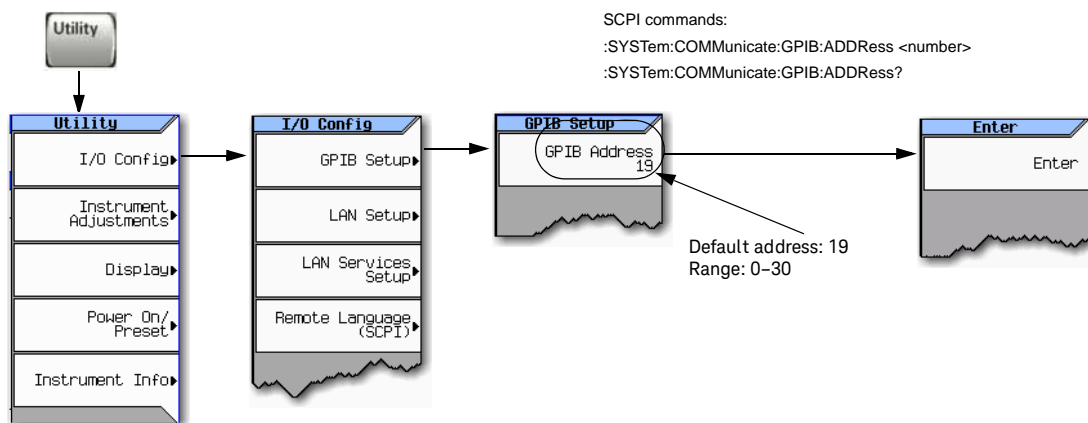 Utility
SCPI commands:
:SYSTem:COMMunicate:GPIB:ADDRess <number>
:SYSTem:COMMunicate:GPIB:ADDRess?
Utility
I/O Config
Instrument
Adjustments
Display
Power On/
Preset
Instrument Info
I/O Config
GPIB Setup
LAN Setup
LAN Services
Setup
Remote Language
(SCPI)
GPIB Setup
GPIB Address
19
Default address: 19
Range: 0–30
Enter
Enter